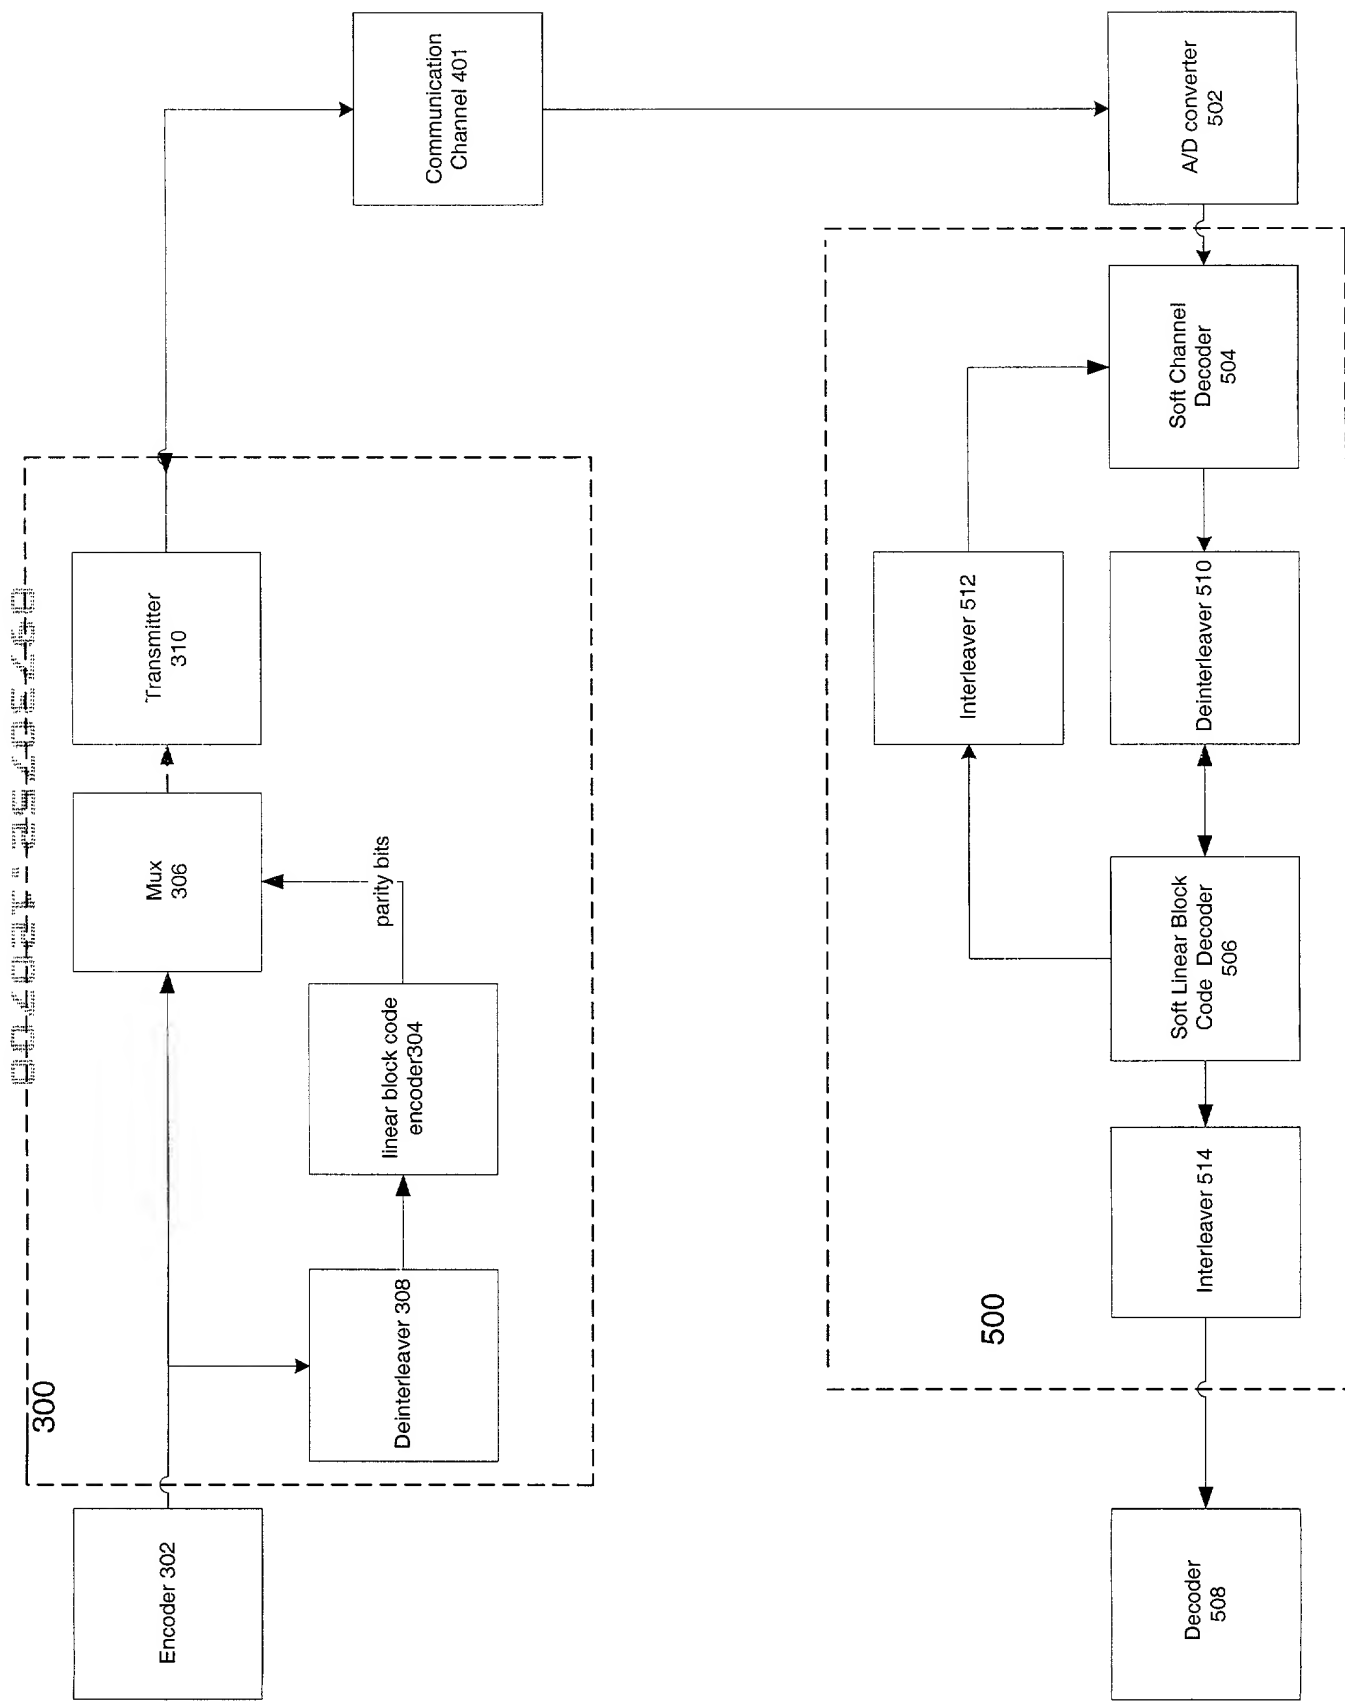 300
Encoder 302
Deinterleaver 308
linear block code
encoder304
parity bits
Mux
306
Transmitter
310
Communication
Channel 401
A/D converter
502
500
Soft Channel
Decoder
504
Interleaver 512
Deinterleaver 510
Soft Linear Block
Code Decoder
506
Interleaver 514
Decoder
508